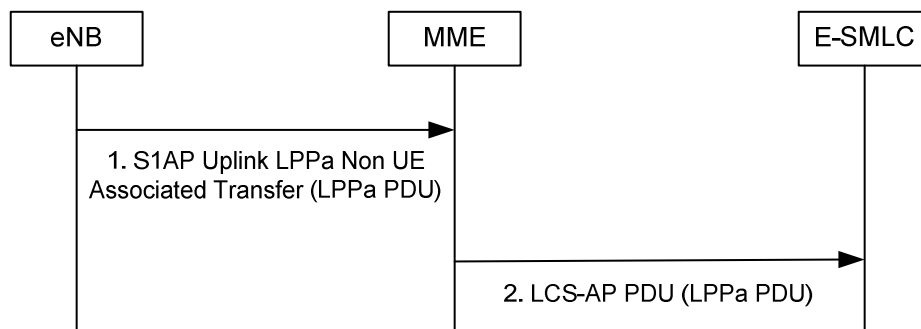 eNB
MME
E-SMLC
1. S1AP Uplink LPPa Non UE
Associated Transfer (LPPa PDU)
2. LCS-AP PDU (LPPa PDU)